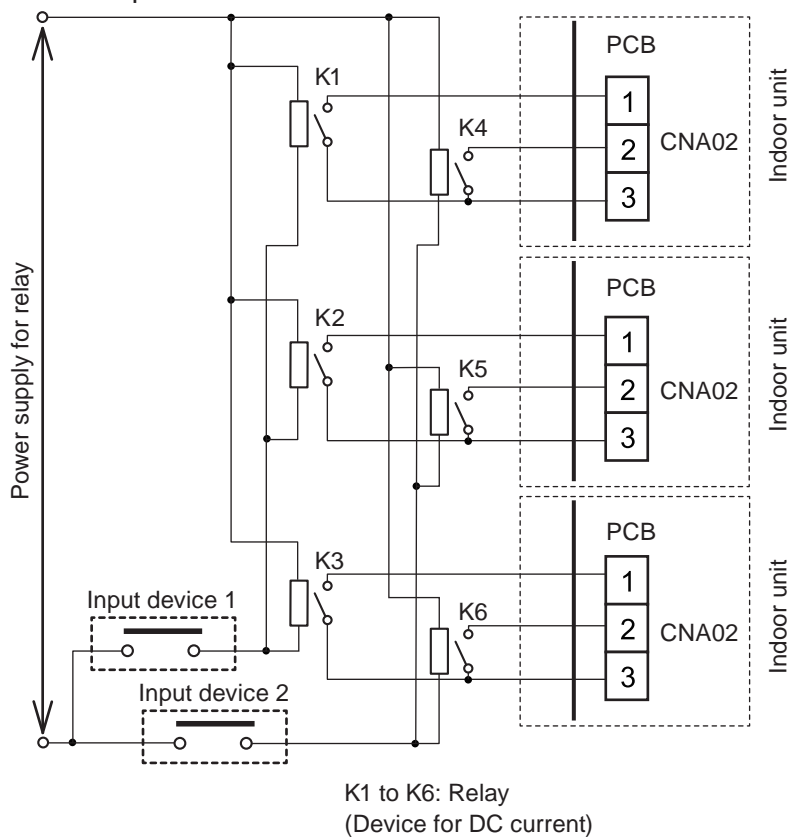 K1
PCB
1
K4
2
CNA02
3
Indoor unit
Power supply for relay
K2
PCB
1
K5
2
CNA02
3
Indoor unit
K3
PCB
1
Input device 1
K6
2
CNA02
3
Indoor unit
Input device 2
K1 to K6: Relay
(Device for DC current)